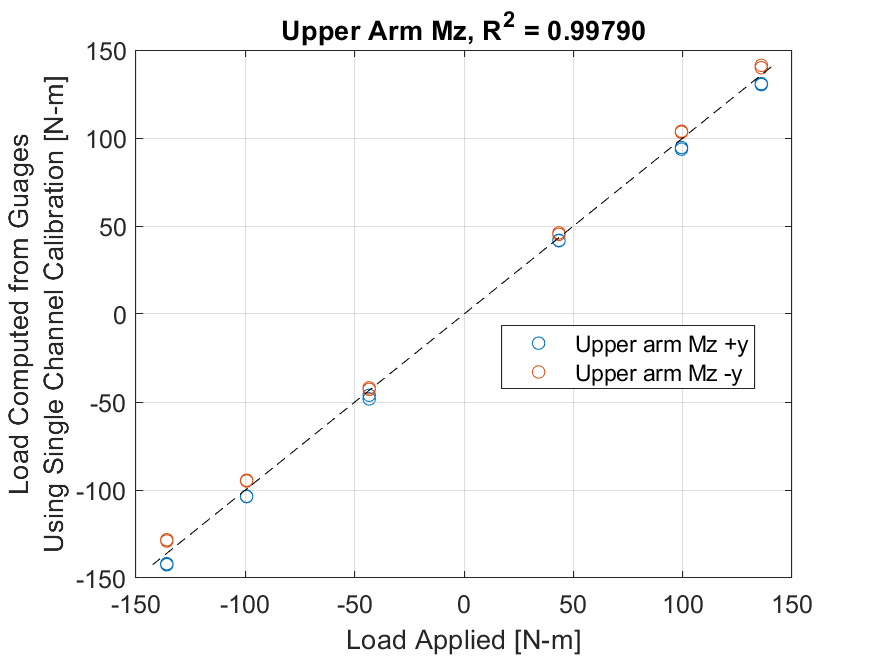 Upper Arm Mz, R² = 0.99790
Load Computed from Guages
Using Single Channel Calibration [N-m]
150
100
50
0
-50
-100
-150
Upper arm Mz +y
Upper arm Mz -y
-150 -100 -50 0 50 100 150
Load Applied [N-m]